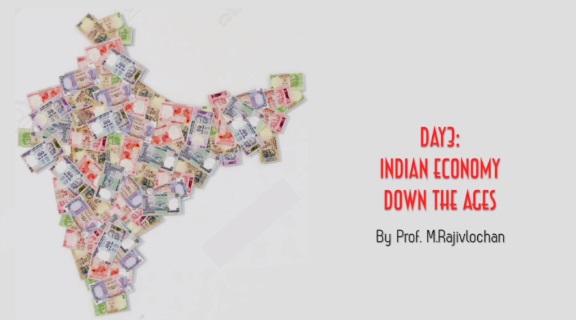 DAY3:
INDIAN ECONOMY
DOWN THE AGES
By Prof. M.Rajivlochan